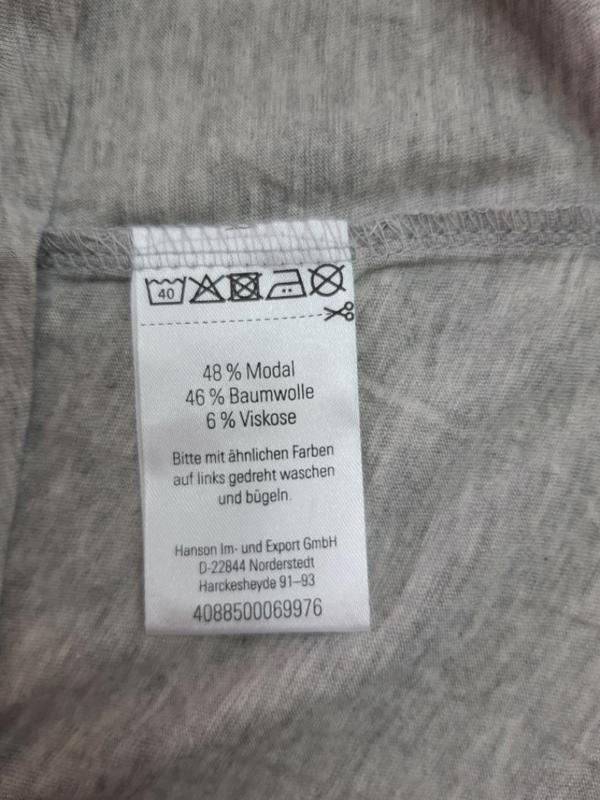 40
48 % Modal
46 % Baumwolle
6 % Viskose
Bitte mit ähnlichen Farben
auf links gedreht waschen
und bügeln.
Hanson Im- und Export GmbH
D-22844 Norderstedt
Harckesheyde 91–93
4088500069976